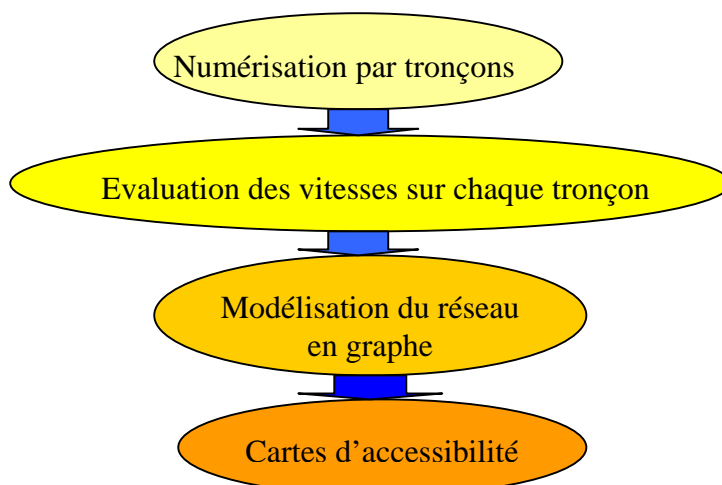 Numérisation par tronçons
Evaluation des vitesses sur chaque tronçon
Modélisation du réseau
en graphe
Cartes d’accessibilité